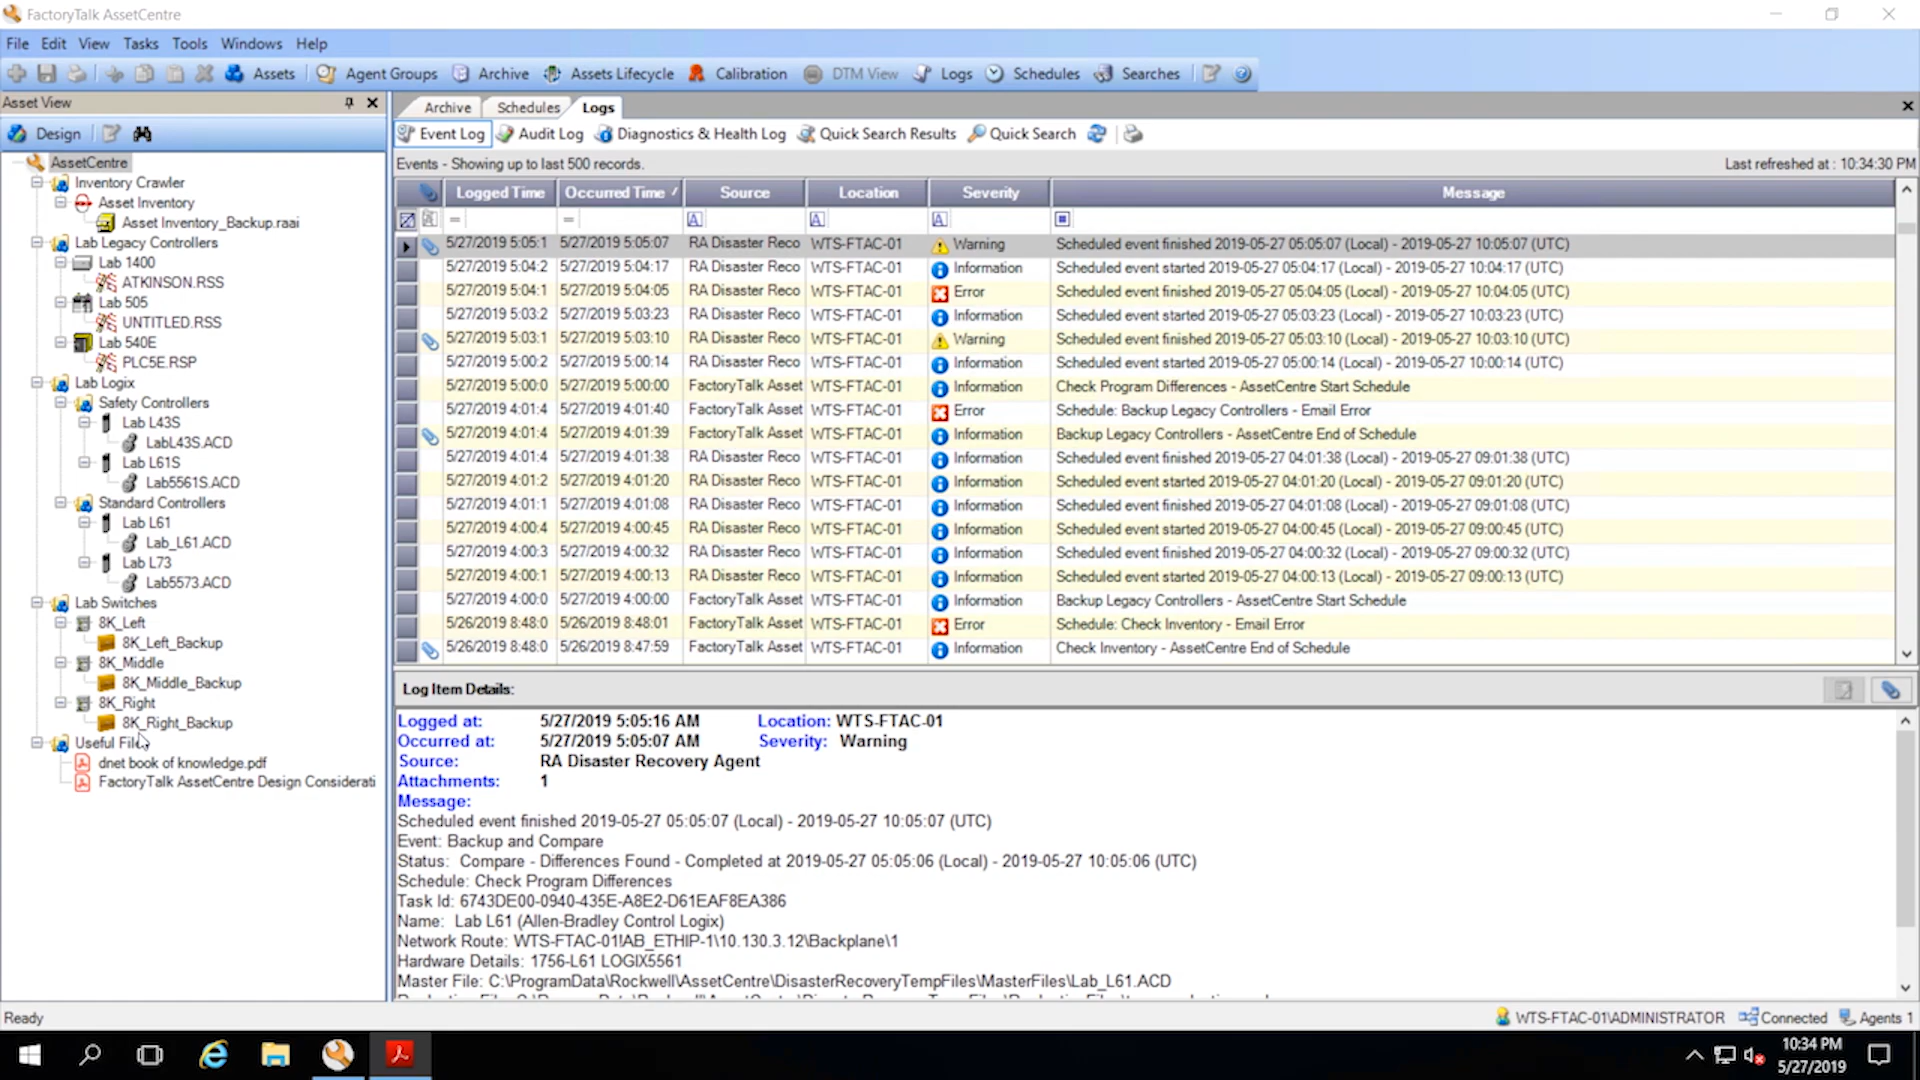 FactoryTalk AssetCentre
File Edit View Tasks Tools Windows Help
Assets Agent Groups Archive Assets Lifecycle Calibration DTM View Logs Schedules Searches
Asset View
Design
AssetCentre
Inventory Crawler
Asset Inventory
Asset Inventory_Backup.raai
Lab Legacy Controllers
Lab 1400
ATKINSON.RSS
Lab 505
UNTITLED.RSS
Lab 540E
PLC5E.RSP
Lab Logix
Safety Controllers
Lab L43S
LabL43S.ACD
Lab L61S
Lab5561S.ACD
Standard Controllers
Lab L61
Lab_L61.ACD
Lab L73
Lab5573.ACD
Lab Switches
8K_Left
8K_Left_Backup
8K_Middle
8K_Middle_Backup
8K_Right
8K_Right_Backup
Useful Fil
dnet book of knowledge.pdf
FactoryTalk AssetCentre Design Considerati
Archive Schedules Logs
Event Log Audit Log Diagnostics & Health Log Quick Search Results Quick Search
Events - Showing up to last 500 records. Last refreshed at : 10:34:30 PM
Logged Time Occurred Time Source Location Severity Message
= = A A A
5/27/2019 5:05:1 5/27/2019 5:05:07 RA Disaster Reco WTS-FTAC-01 Warning Scheduled event finished 2019-05-27 05:05:07 (Local) - 2019-05-27 10:05:07 (UTC)
5/27/2019 5:04:2 5/27/2019 5:04:17 RA Disaster Reco WTS-FTAC-01 Information Scheduled event started 2019-05-27 05:04:17 (Local) - 2019-05-27 10:04:17 (UTC)
5/27/2019 5:04:1 5/27/2019 5:04:05 RA Disaster Reco WTS-FTAC-01 Error Scheduled event finished 2019-05-27 05:04:05 (Local) - 2019-05-27 10:04:05 (UTC)
5/27/2019 5:03:2 5/27/2019 5:03:23 RA Disaster Reco WTS-FTAC-01 Information Scheduled event started 2019-05-27 05:03:23 (Local) - 2019-05-27 10:03:23 (UTC)
5/27/2019 5:03:1 5/27/2019 5:03:10 RA Disaster Reco WTS-FTAC-01 Warning Scheduled event finished 2019-05-27 05:03:10 (Local) - 2019-05-27 10:03:10 (UTC)
5/27/2019 5:00:2 5/27/2019 5:00:14 RA Disaster Reco WTS-FTAC-01 Information Scheduled event started 2019-05-27 05:00:14 (Local) - 2019-05-27 10:00:14 (UTC)
5/27/2019 5:00:0 5/27/2019 5:00:00 FactoryTalk Asset WTS-FTAC-01 Information Check Program Differences - AssetCentre Start Schedule
5/27/2019 4:01:4 5/27/2019 4:01:40 FactoryTalk Asset WTS-FTAC-01 Error Schedule: Backup Legacy Controllers - Email Error
5/27/2019 4:01:4 5/27/2019 4:01:39 FactoryTalk Asset WTS-FTAC-01 Information Backup Legacy Controllers - AssetCentre End of Schedule
5/27/2019 4:01:4 5/27/2019 4:01:38 RA Disaster Reco WTS-FTAC-01 Information Scheduled event finished 2019-05-27 04:01:38 (Local) - 2019-05-27 09:01:38 (UTC)
5/27/2019 4:01:2 5/27/2019 4:01:20 RA Disaster Reco WTS-FTAC-01 Information Scheduled event started 2019-05-27 04:01:20 (Local) - 2019-05-27 09:01:20 (UTC)
5/27/2019 4:01:1 5/27/2019 4:01:08 RA Disaster Reco WTS-FTAC-01 Information Scheduled event finished 2019-05-27 04:01:08 (Local) - 2019-05-27 09:01:08 (UTC)
5/27/2019 4:00:4 5/27/2019 4:00:45 RA Disaster Reco WTS-FTAC-01 Information Scheduled event started 2019-05-27 04:00:45 (Local) - 2019-05-27 09:00:45 (UTC)
5/27/2019 4:00:3 5/27/2019 4:00:32 RA Disaster Reco WTS-FTAC-01 Information Scheduled event finished 2019-05-27 04:00:32 (Local) - 2019-05-27 09:00:32 (UTC)
5/27/2019 4:00:1 5/27/2019 4:00:13 RA Disaster Reco WTS-FTAC-01 Information Scheduled event started 2019-05-27 04:00:13 (Local) - 2019-05-27 09:00:13 (UTC)
5/27/2019 4:00:0 5/27/2019 4:00:00 FactoryTalk Asset WTS-FTAC-01 Information Backup Legacy Controllers - AssetCentre Start Schedule
5/26/2019 8:48:0 5/26/2019 8:48:01 FactoryTalk Asset WTS-FTAC-01 Error Schedule: Check Inventory - Email Error
5/26/2019 8:48:0 5/26/2019 8:47:59 FactoryTalk Asset WTS-FTAC-01 Information Check Inventory - AssetCentre End of Schedule
Log Item Details:
Logged at: 5/27/2019 5:05:16 AM Location: WTS-FTAC-01
Occurred at: 5/27/2019 5:05:07 AM Severity: Warning
Source: RA Disaster Recovery Agent
Attachments: 1
Message:
Scheduled event finished 2019-05-27 05:05:07 (Local) - 2019-05-27 10:05:07 (UTC)
Event: Backup and Compare
Status: Compare - Differences Found - Completed at 2019-05-27 05:05:06 (Local) - 2019-05-27 10:05:06 (UTC)
Schedule: Check Program Differences
Task Id: 6743DE00-0940-435E-A8E2-D61EAF8EA386
Name: Lab L61 (Allen-Bradley Control Logix)
Network Route: WTS-FTAC-01!AB_ETHIP-1\10.130.3.12\Backplane\1
Hardware Details: 1756-L61 LOGIX5561
Master File: C:\ProgramData\Rockwell\AssetCentre\DisasterRecoveryTempFiles\MasterFiles\Lab_L61.ACD
Ready WTS-FTAC-01\ADMINISTRATOR Connected Agents 1
10:34 PM
5/27/2019